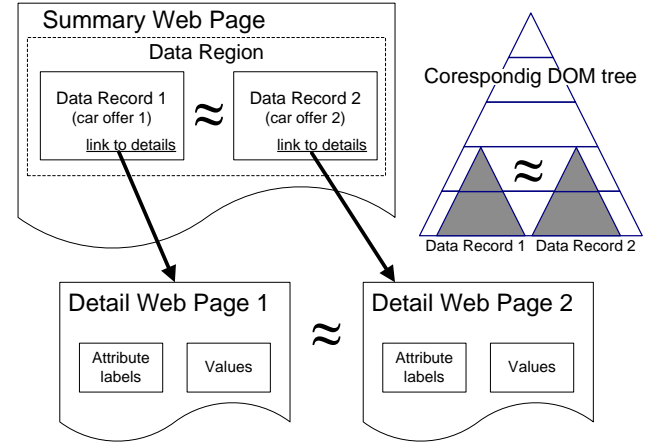 Summary Web Page
Data Region
Data Record 1
(car offer 1)
link to details
≈
Data Record 2
(car offer 2)
link to details
Corespondig DOM tree
≈
Data Record 1
Data Record 2
Detail Web Page 1
Attribute
labels
Values
≈
Detail Web Page 2
Attribute
labels
Values